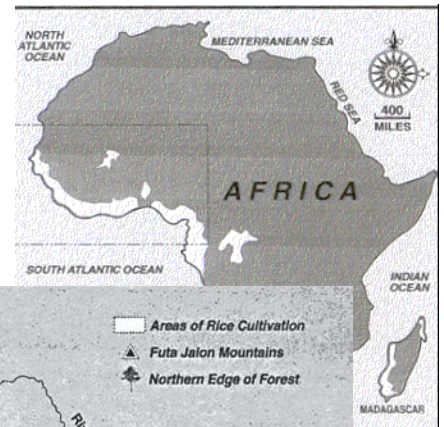 NORTH
ATLANTIC
OCEAN
MEDITERRANEAN SEA
RED SEA
400
MILES
AFRICA
SOUTH ATLANTIC OCEAN
INDIAN
OCEAN
Areas of Rice Cultivation
Futa Jalon Mountains
Northern Edge of Forest
MADAGASCAR